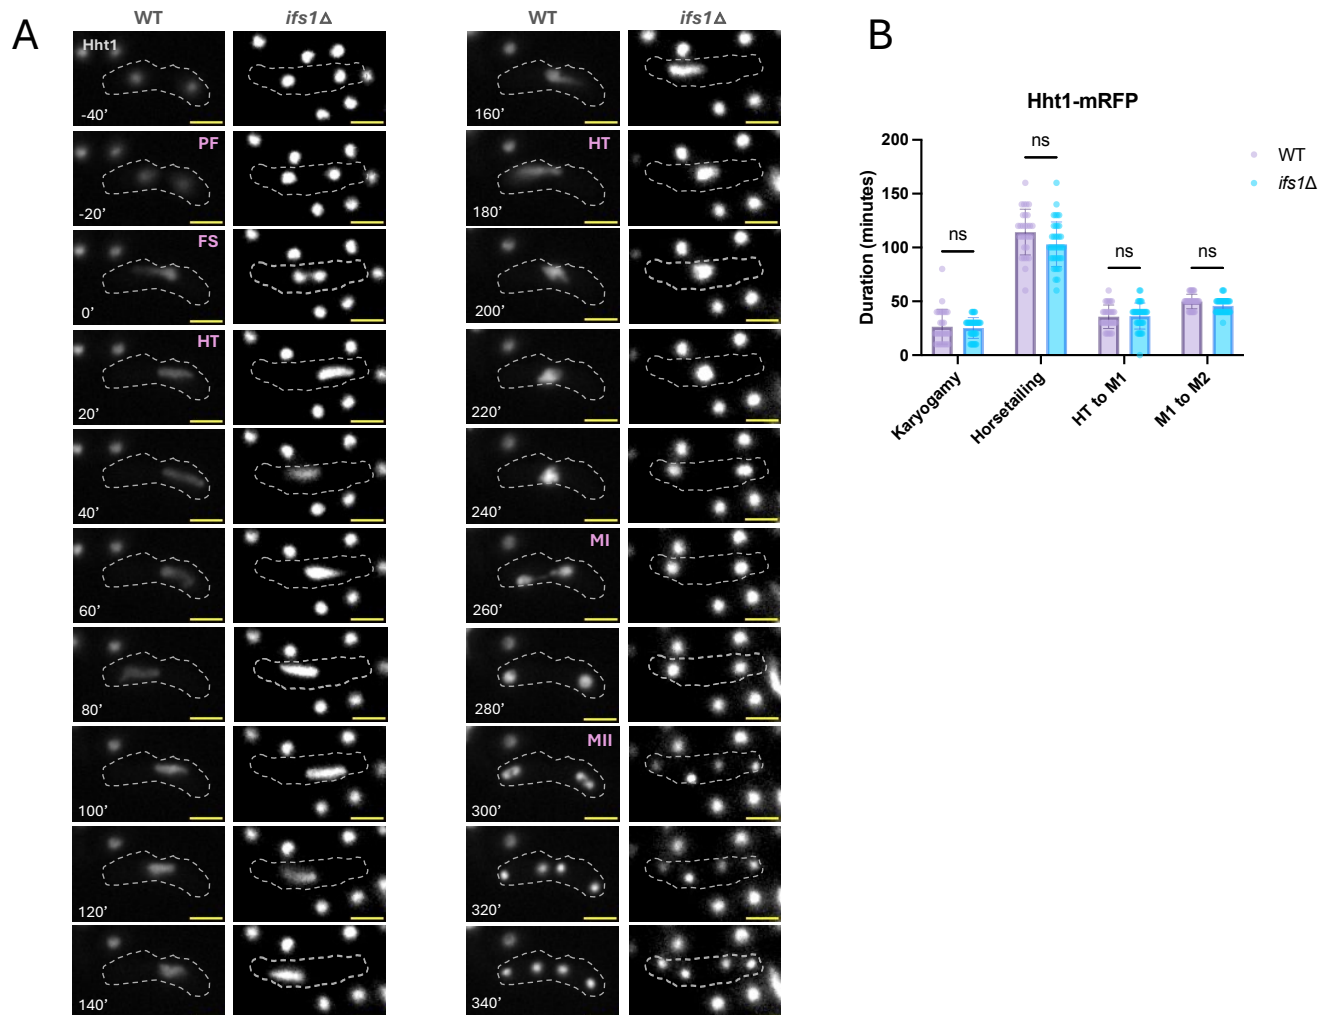 A
WT
ifs1Δ
WT
ifs1Δ
Hht1
-40’
PF
-20’
FS
0’
HT
20’
40’
60’
80’
100’
120’
140’
160’
HT
180’
200’
220’
240’
MI
260’
280’
MII
300’
320’
340’
B
Hht1-mRFP
Duration (minutes)
200
150
100
50
0
ns
ns
ns
ns
Karyogamy
Horsetailing
HT to M1
M1 to M2
WT
ifs1Δ